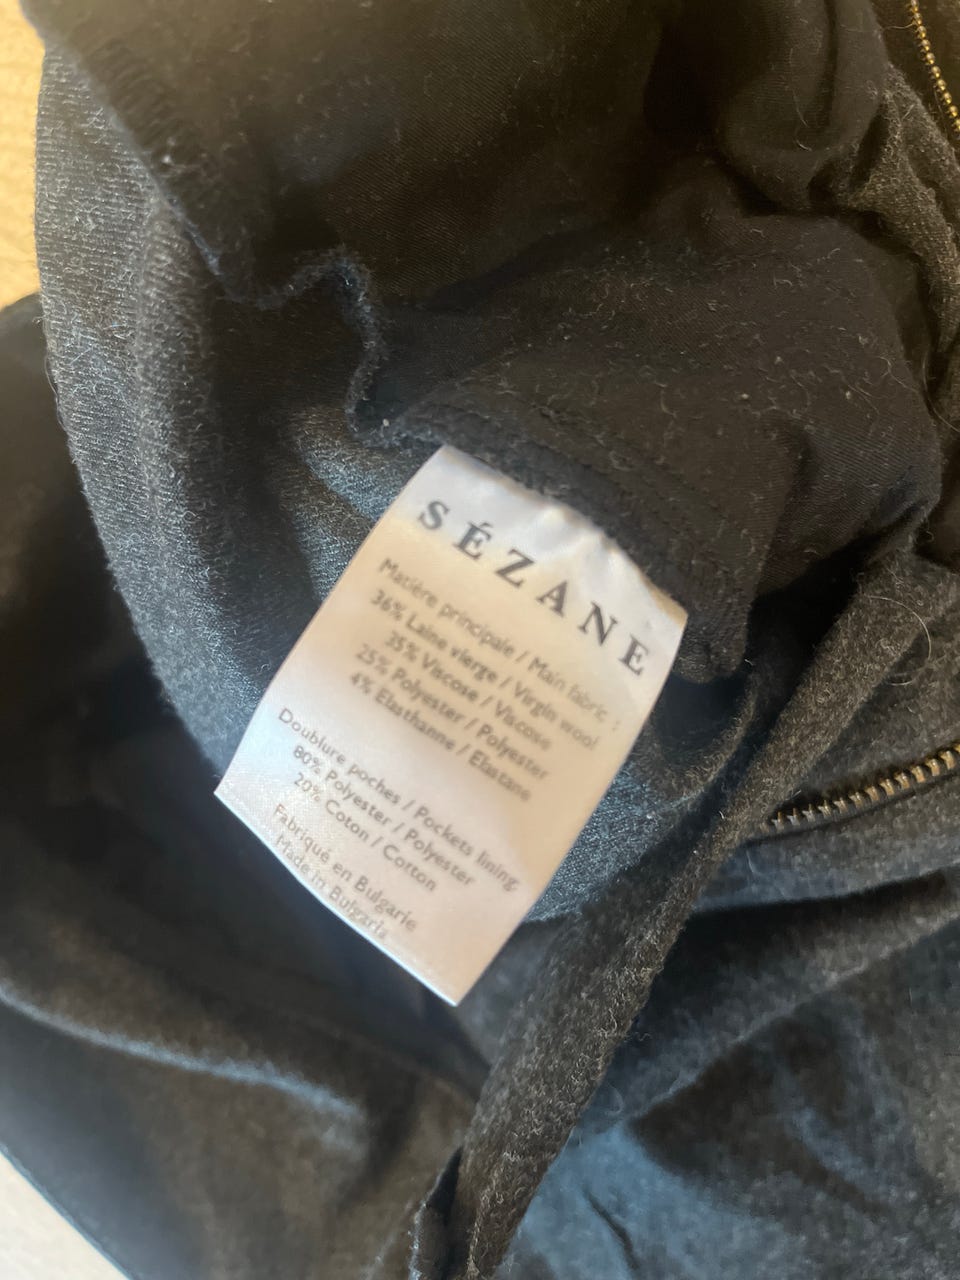 SÉZANE
Matière principale / Main fabric :
36% Laine vierge / Virgin wool
35% Viscose / Viscose
25% Polyester / Polyester
4% Elasthanne / Elastane
Doublure poches / Pockets lining:
80% Polyester / Polyester
20% Coton / Cotton
Fabriqué en Bulgarie
Made in Bulgaria